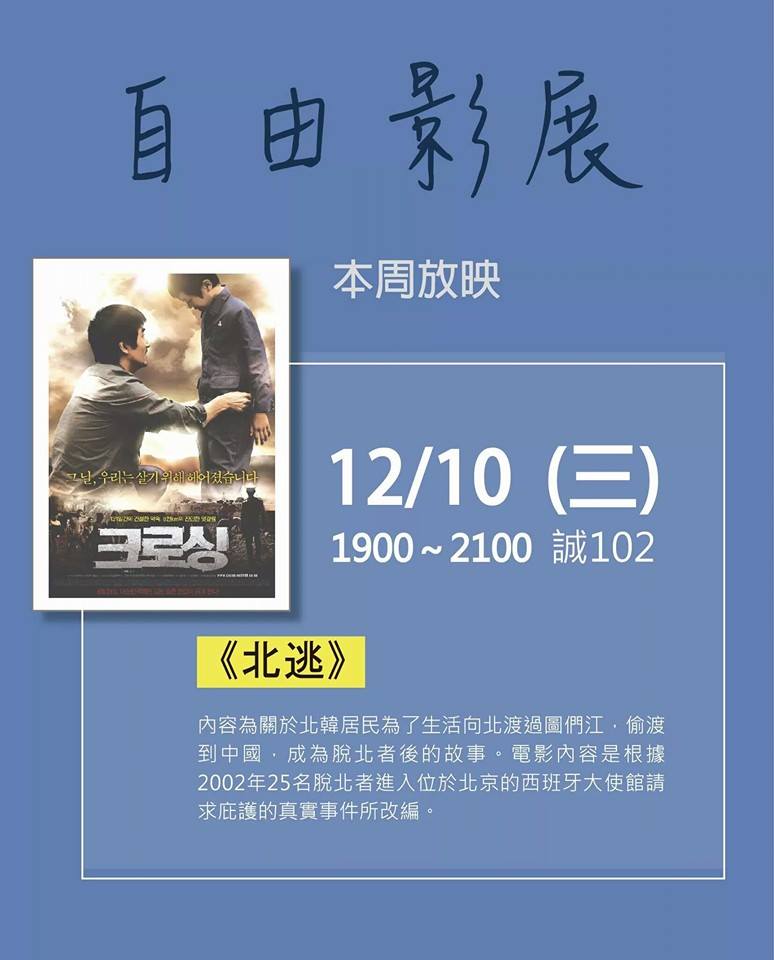 自由影展
本周放映
그날, 우리는 살기 위해 헤어졌습니다
크로싱
12/10 (三)
1900 ~ 2100 誠102
《北逃》
內容為關於北韓居民為了生活向北渡過圖們江，偷渡
到中國，成為脫北者後的故事。電影內容是根據
2002年25名脫北者進入位於北京的西班牙大使館請
求庇護的真實事件所改編。